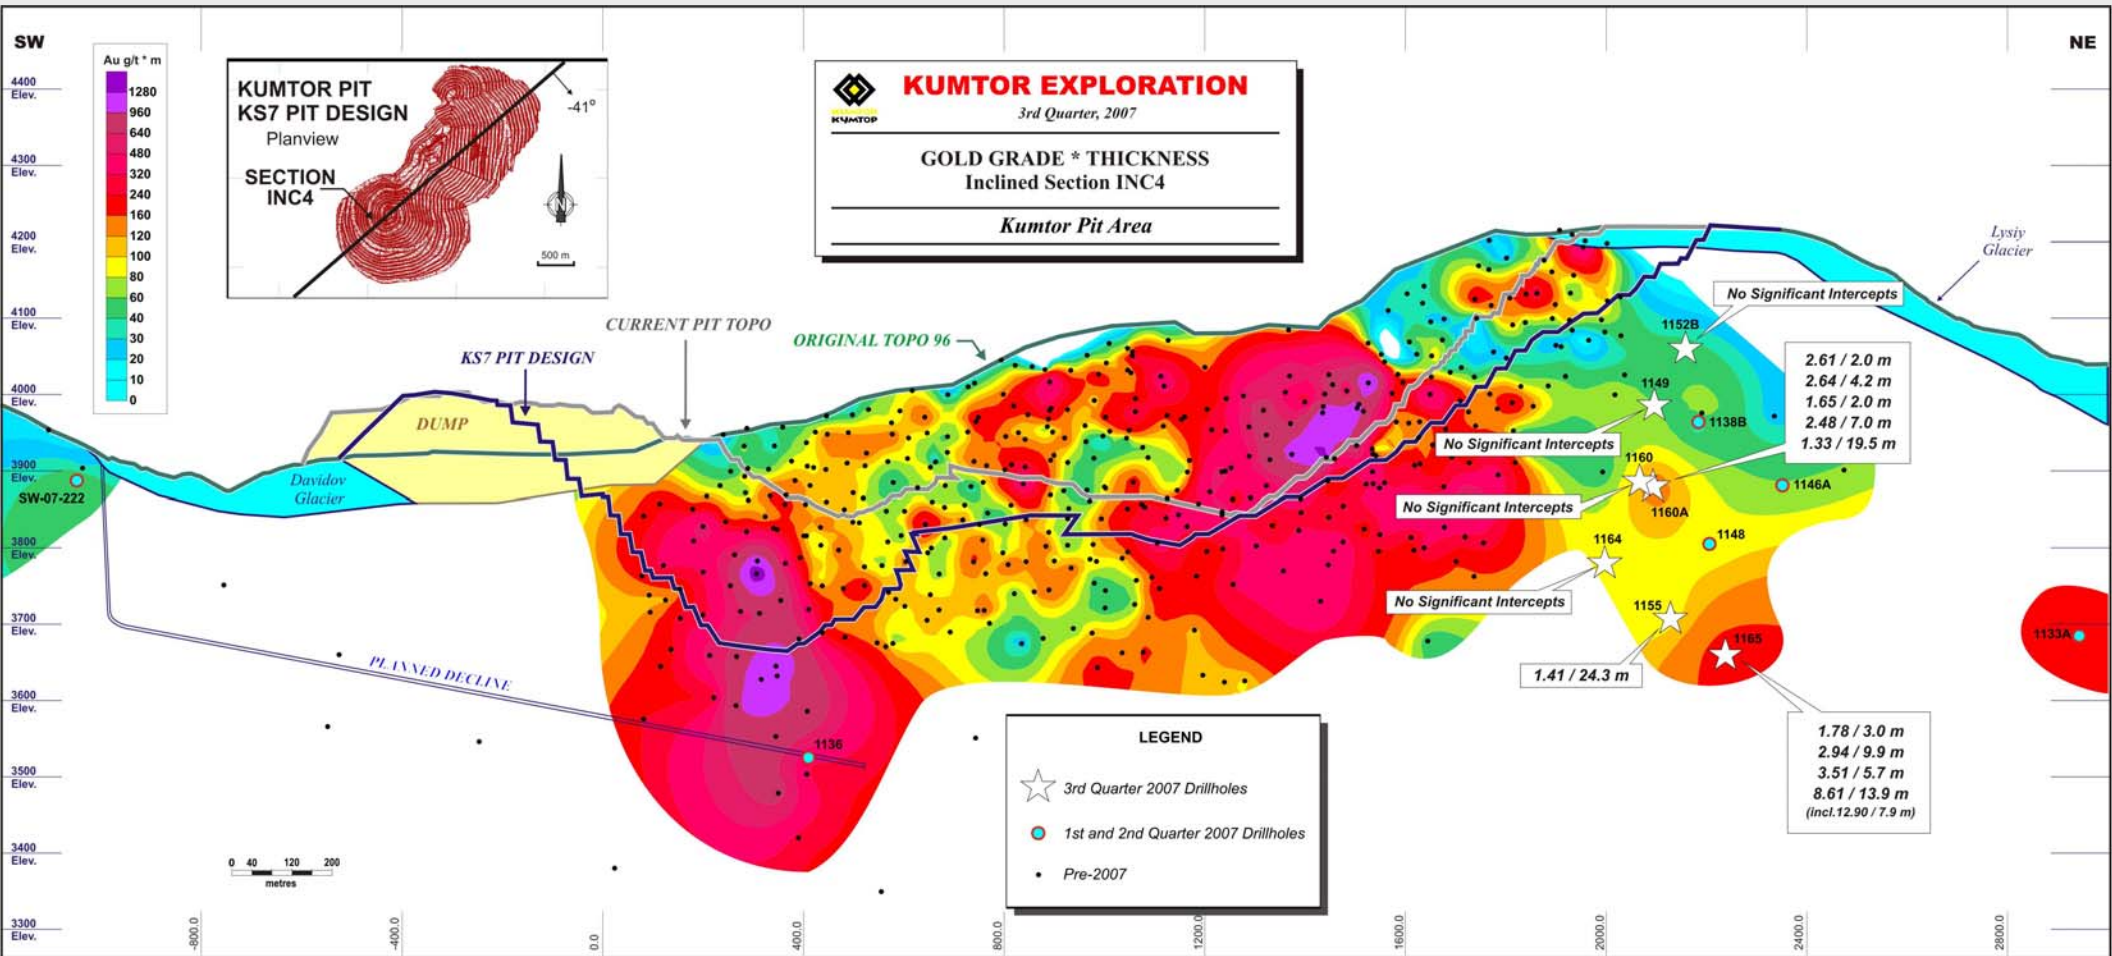 SW
NE
Au g/t * m
1280
960
640
480
320
240
160
120
100
80
60
40
30
20
10
0
4400
Elev.
4300
Elev.
4200
Elev.
4100
Elev.
4000
Elev.
3900
Elev.
3800
Elev.
3700
Elev.
3600
Elev.
3500
Elev.
3400
Elev.
3300
Elev.
KUMTOR PIT
KS7 PIT DESIGN
Planview
-41°
SECTION
INC4
N
500 m
КУМТОР
KUMTOR EXPLORATION
3rd Quarter, 2007
GOLD GRADE * THICKNESS
Inclined Section INC4
Kumtor Pit Area
Lysiy
Glacier
CURRENT PIT TOPO
ORIGINAL TOPO 96
KS7 PIT DESIGN
DUMP
Davidov
Glacier
SW-07-222
PLANNED DECLINE
1136
No Significant Intercepts
1152B
1149
No Significant Intercepts
1138B
2.61 / 2.0 m
2.64 / 4.2 m
1.65 / 2.0 m
2.48 / 7.0 m
1.33 / 19.5 m
1160
No Significant Intercepts
1160A
1146A
1148
1164
No Significant Intercepts
1155
1.41 / 24.3 m
1165
1133A
1.78 / 3.0 m
2.94 / 9.9 m
3.51 / 5.7 m
8.61 / 13.9 m
(incl.12.90 / 7.9 m)
LEGEND
3rd Quarter 2007 Drillholes
1st and 2nd Quarter 2007 Drillholes
Pre-2007
0 40 120 200
metres
-800.0
-400.0
0.0
400.0
800.0
1200.0
1600.0
2000.0
2400.0
2800.0